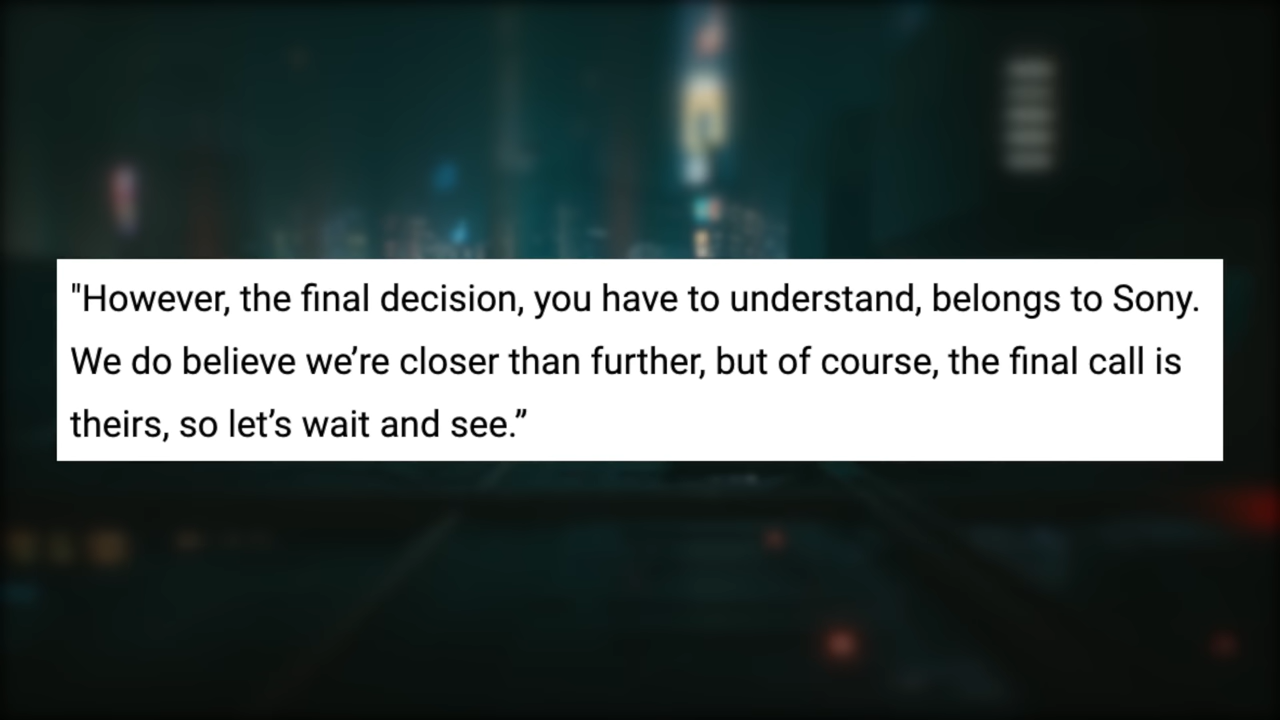 "However, the final decision, you have to understand, belongs to Sony.
We do believe we’re closer than further, but of course, the final call is
theirs, so let’s wait and see.”